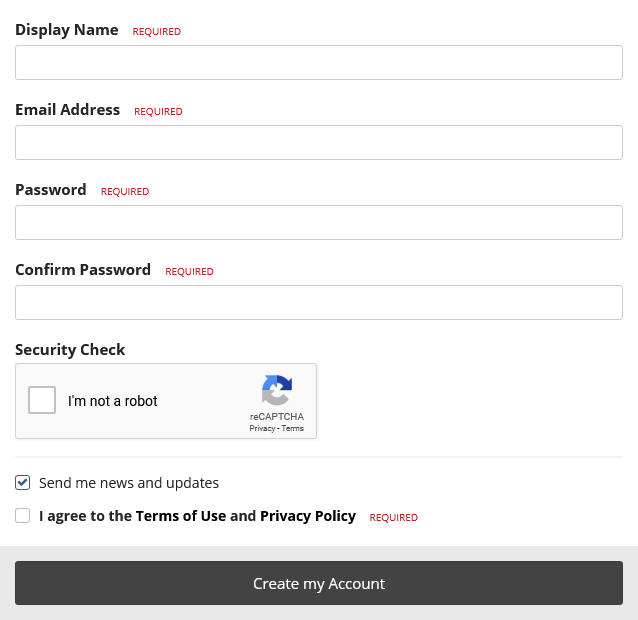 Display Name REQUIRED
Email Address REQUIRED
Password REQUIRED
Confirm Password REQUIRED
Security Check
I'm not a robot
reCAPTCHA
Privacy - Terms
Send me news and updates
I agree to the Terms of Use and Privacy Policy REQUIRED
Create my Account